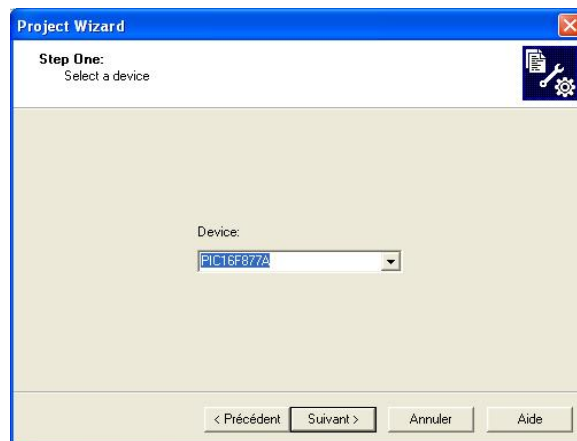 Project Wizard
Step One:
Select a device
Device:
PIC16F877A
< Précédent Suivant > Annuler Aide